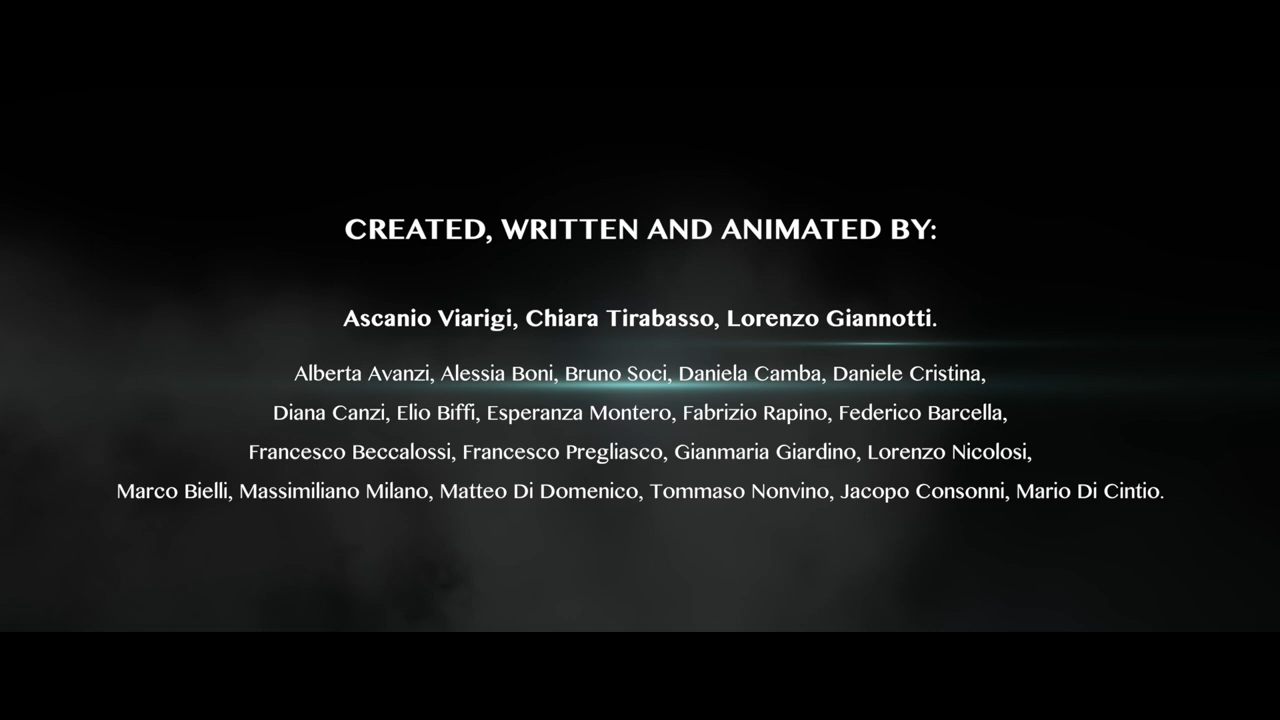 CREATED, WRITTEN AND ANIMATED BY:
Ascanio Viarigi, Chiara Tirabasso, Lorenzo Giannotti.
Alberta Avanzi, Alessia Boni, Bruno Soci, Daniela Camba, Daniele Cristina,
Diana Canzi, Elio Biffi, Esperanza Montero, Fabrizio Rapino, Federico Barcella,
Francesco Beccalossi, Francesco Pregliasco, Gianmaria Giardino, Lorenzo Nicolosi,
Marco Bielli, Massimiliano Milano, Matteo Di Domenico, Tommaso Nonvino, Jacopo Consonni, Mario Di Cintio.